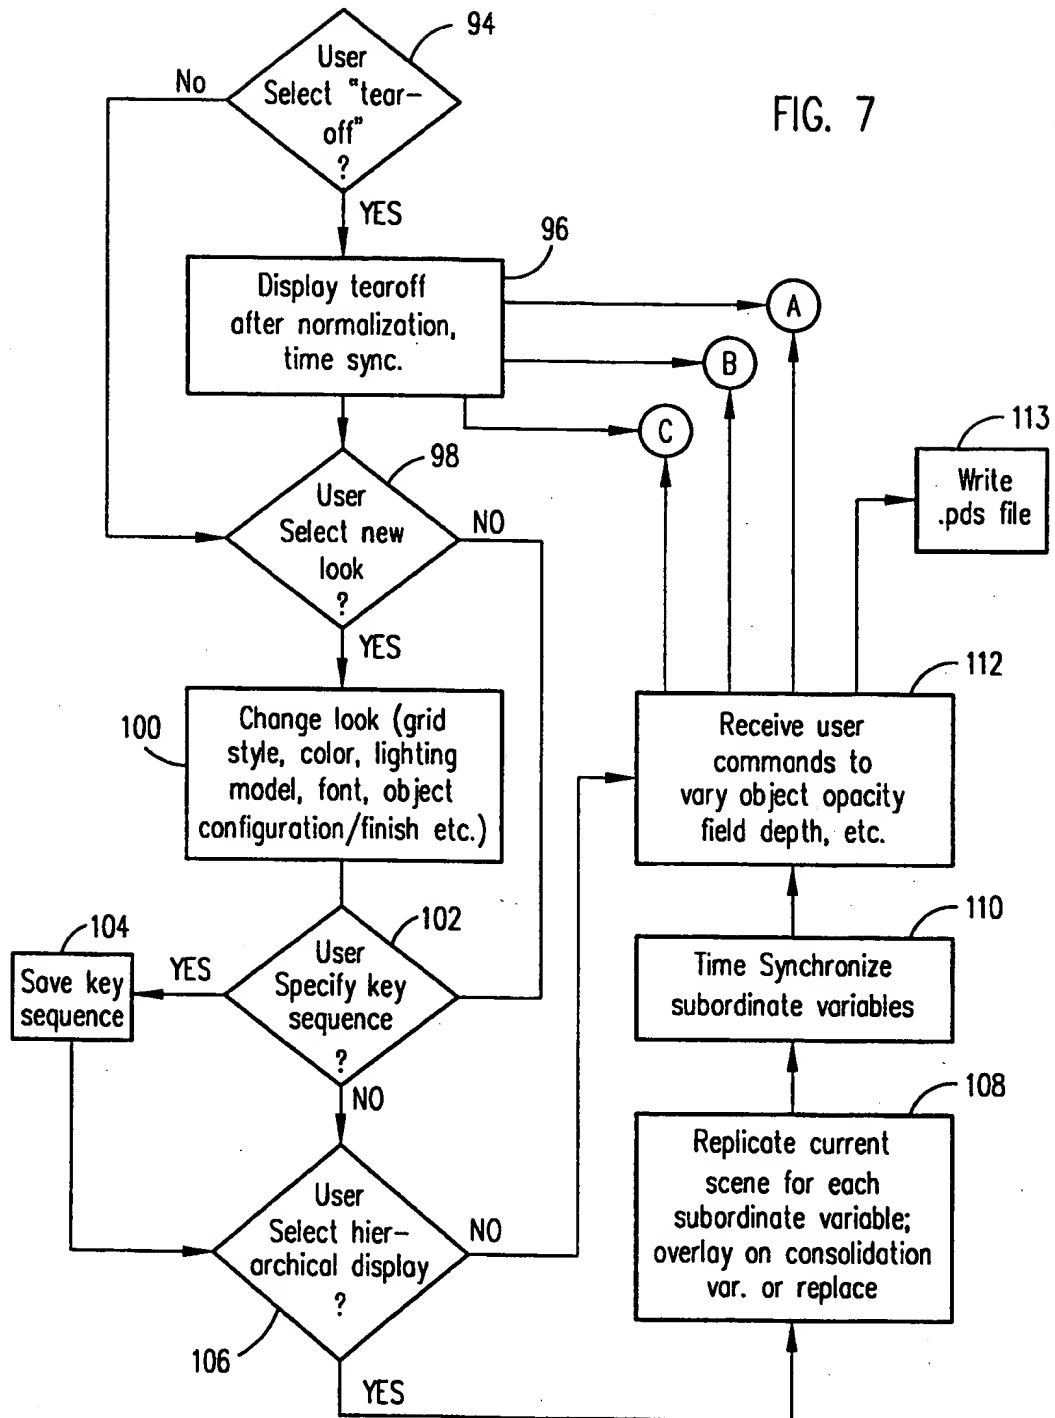 94
User
Select "tear-
off"
?
No
FIG. 7
YES
96
Display tearoff
after normalization,
time sync.
A
B
C
113
Write
.pds file
98
User
Select new
look
?
NO
YES
112
Receive user
commands to
vary object opacity
field depth, etc.
100
Change look (grid
style, color, lighting
model, font, object
configuration/finish etc.)
102
User
Specify key
sequence
?
YES
104
Save key
sequence
NO
110
Time Synchronize
subordinate variables
108
Replicate current
scene for each
subordinate variable;
overlay on consolidation
var. or replace
User
Select hier-
archical display
?
NO
106
YES